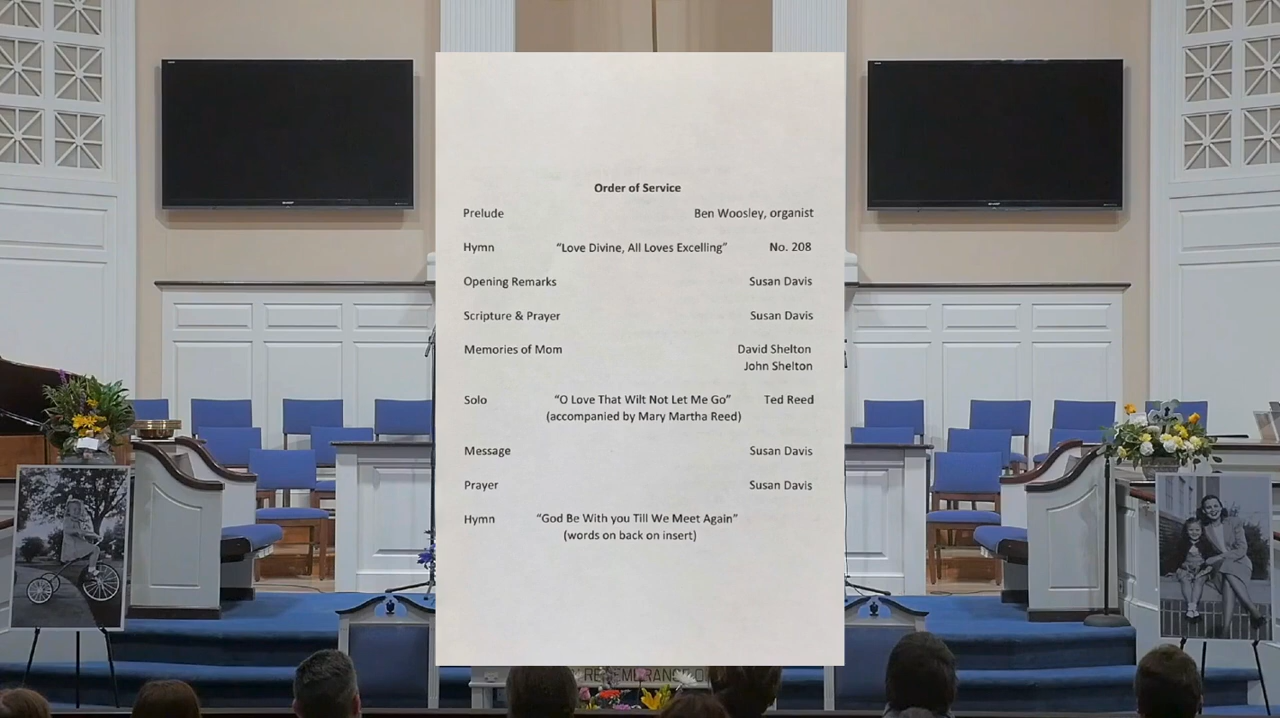 Order of Service
Prelude Ben Woosley, organist
Hymn “Love Divine, All Loves Excelling” No. 208
Opening Remarks Susan Davis
Scripture & Prayer Susan Davis
Memories of Mom David Shelton
John Shelton
Solo “O Love That Wilt Not Let Me Go” Ted Reed
(accompanied by Mary Martha Reed)
Message Susan Davis
Prayer Susan Davis
Hymn “God Be With you Till We Meet Again”
(words on back on insert)